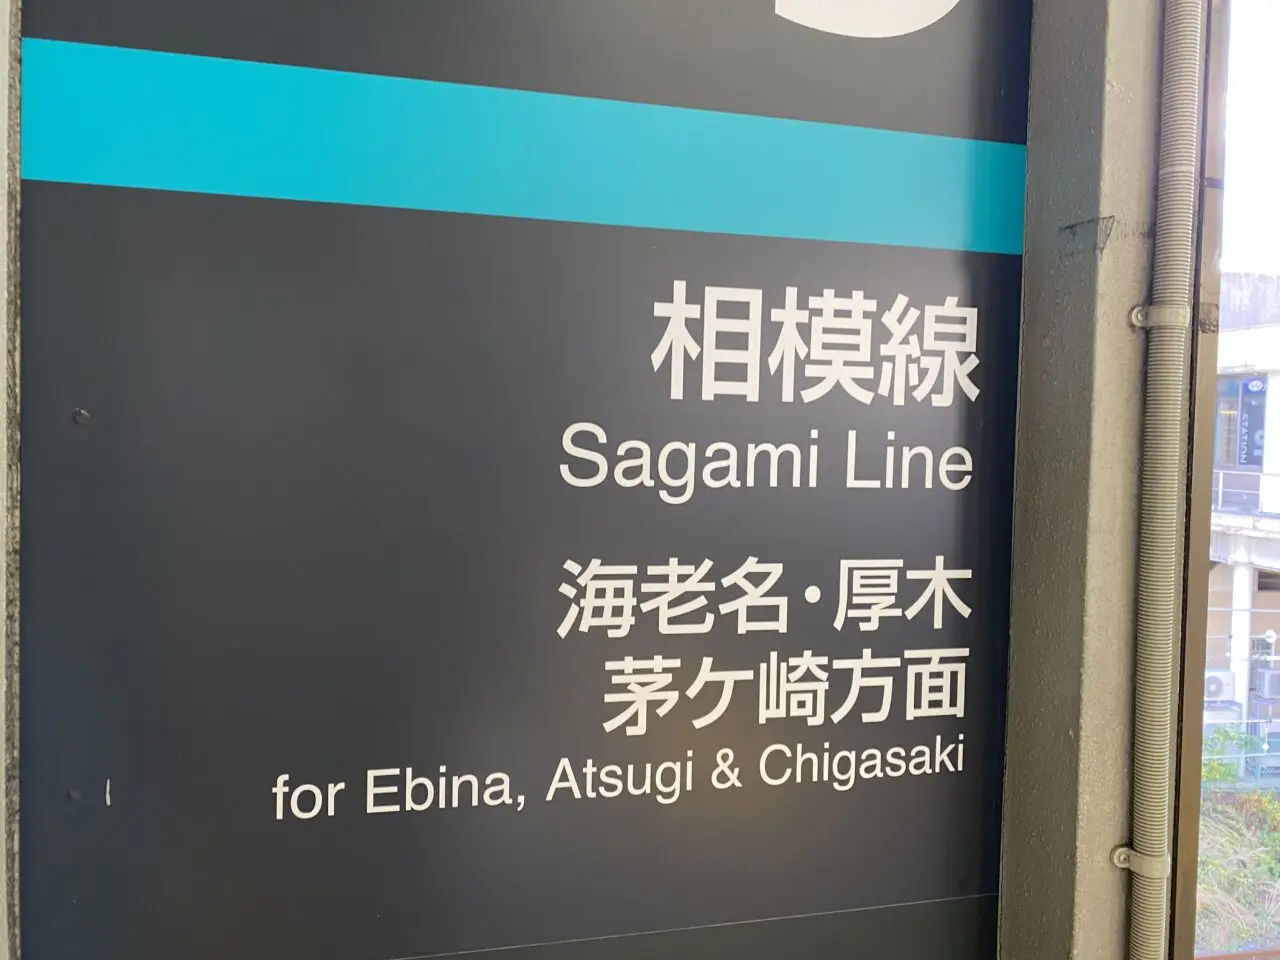 相模線
Sagami Line
海老名・厚木
茅ケ崎方面
for Ebina, Atsugi & Chigasaki
STATION